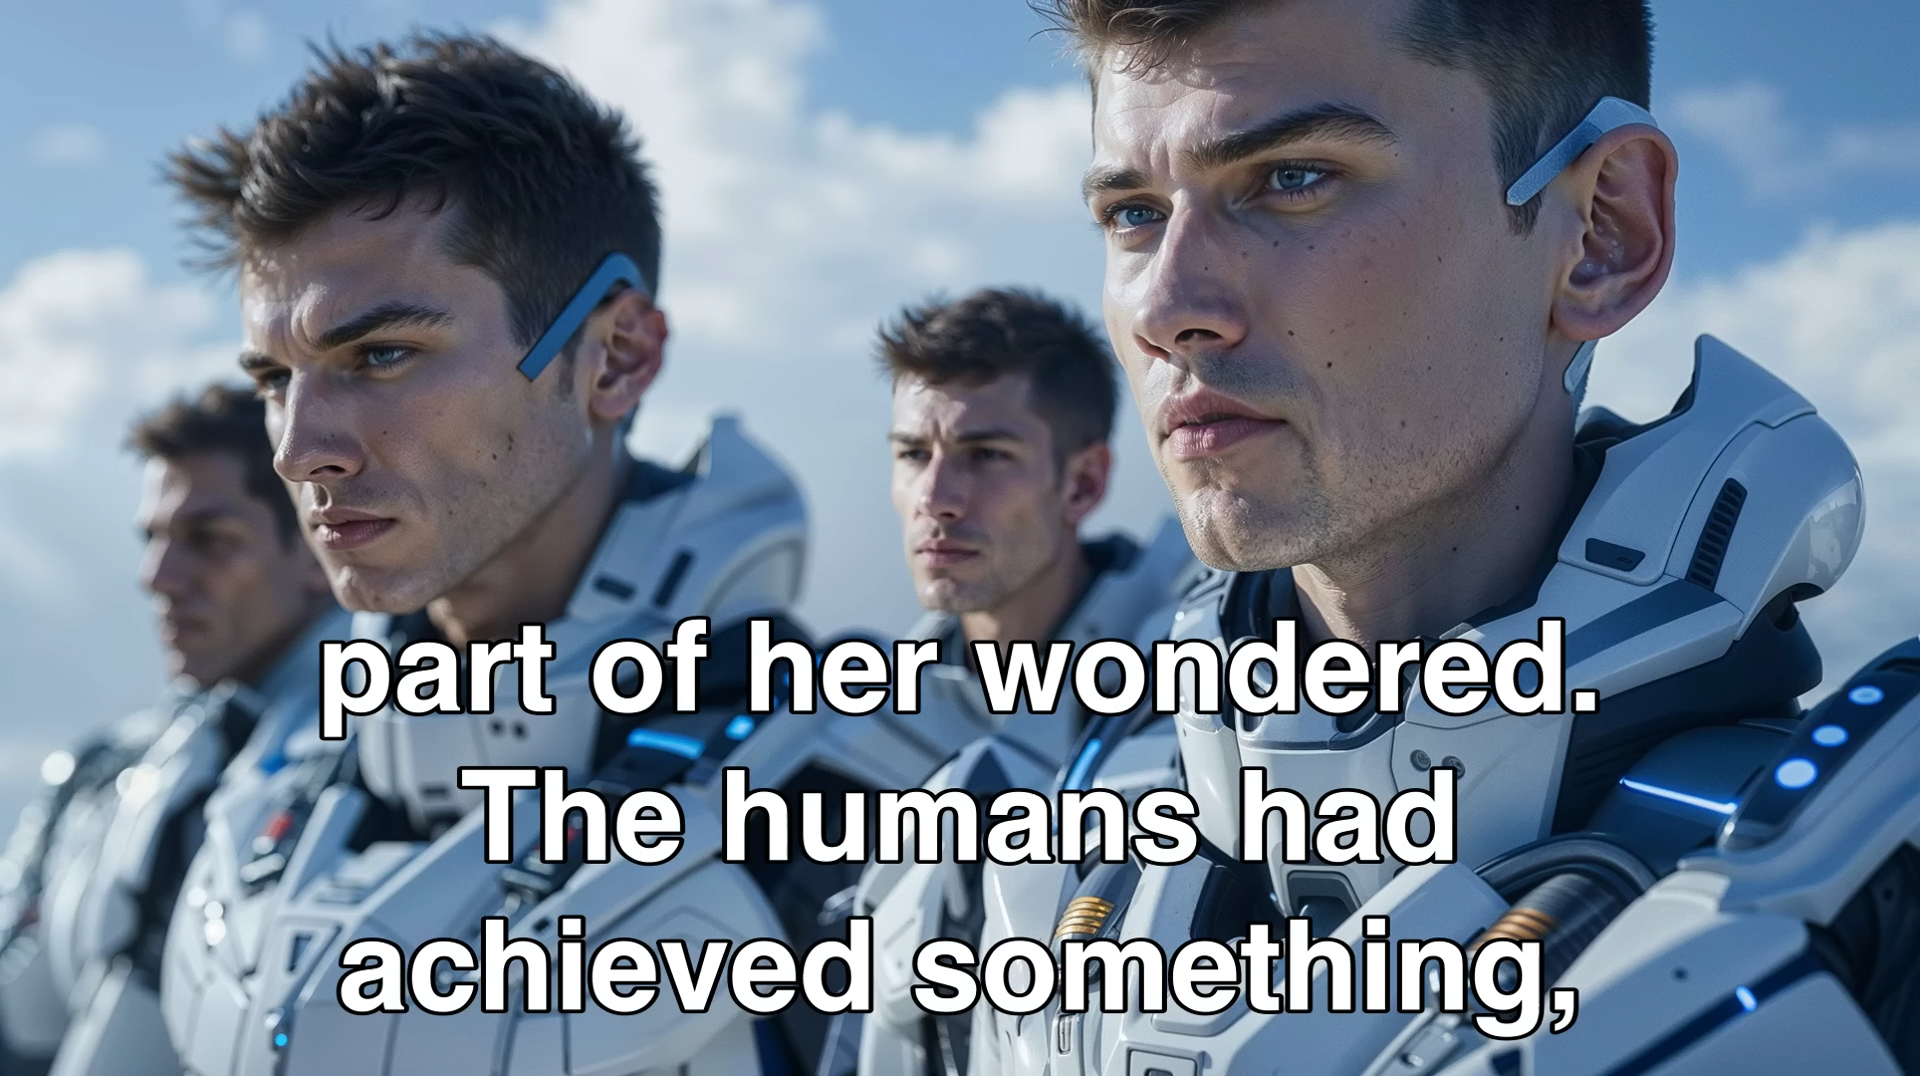 part of her wondered.
The humans had
achieved something,